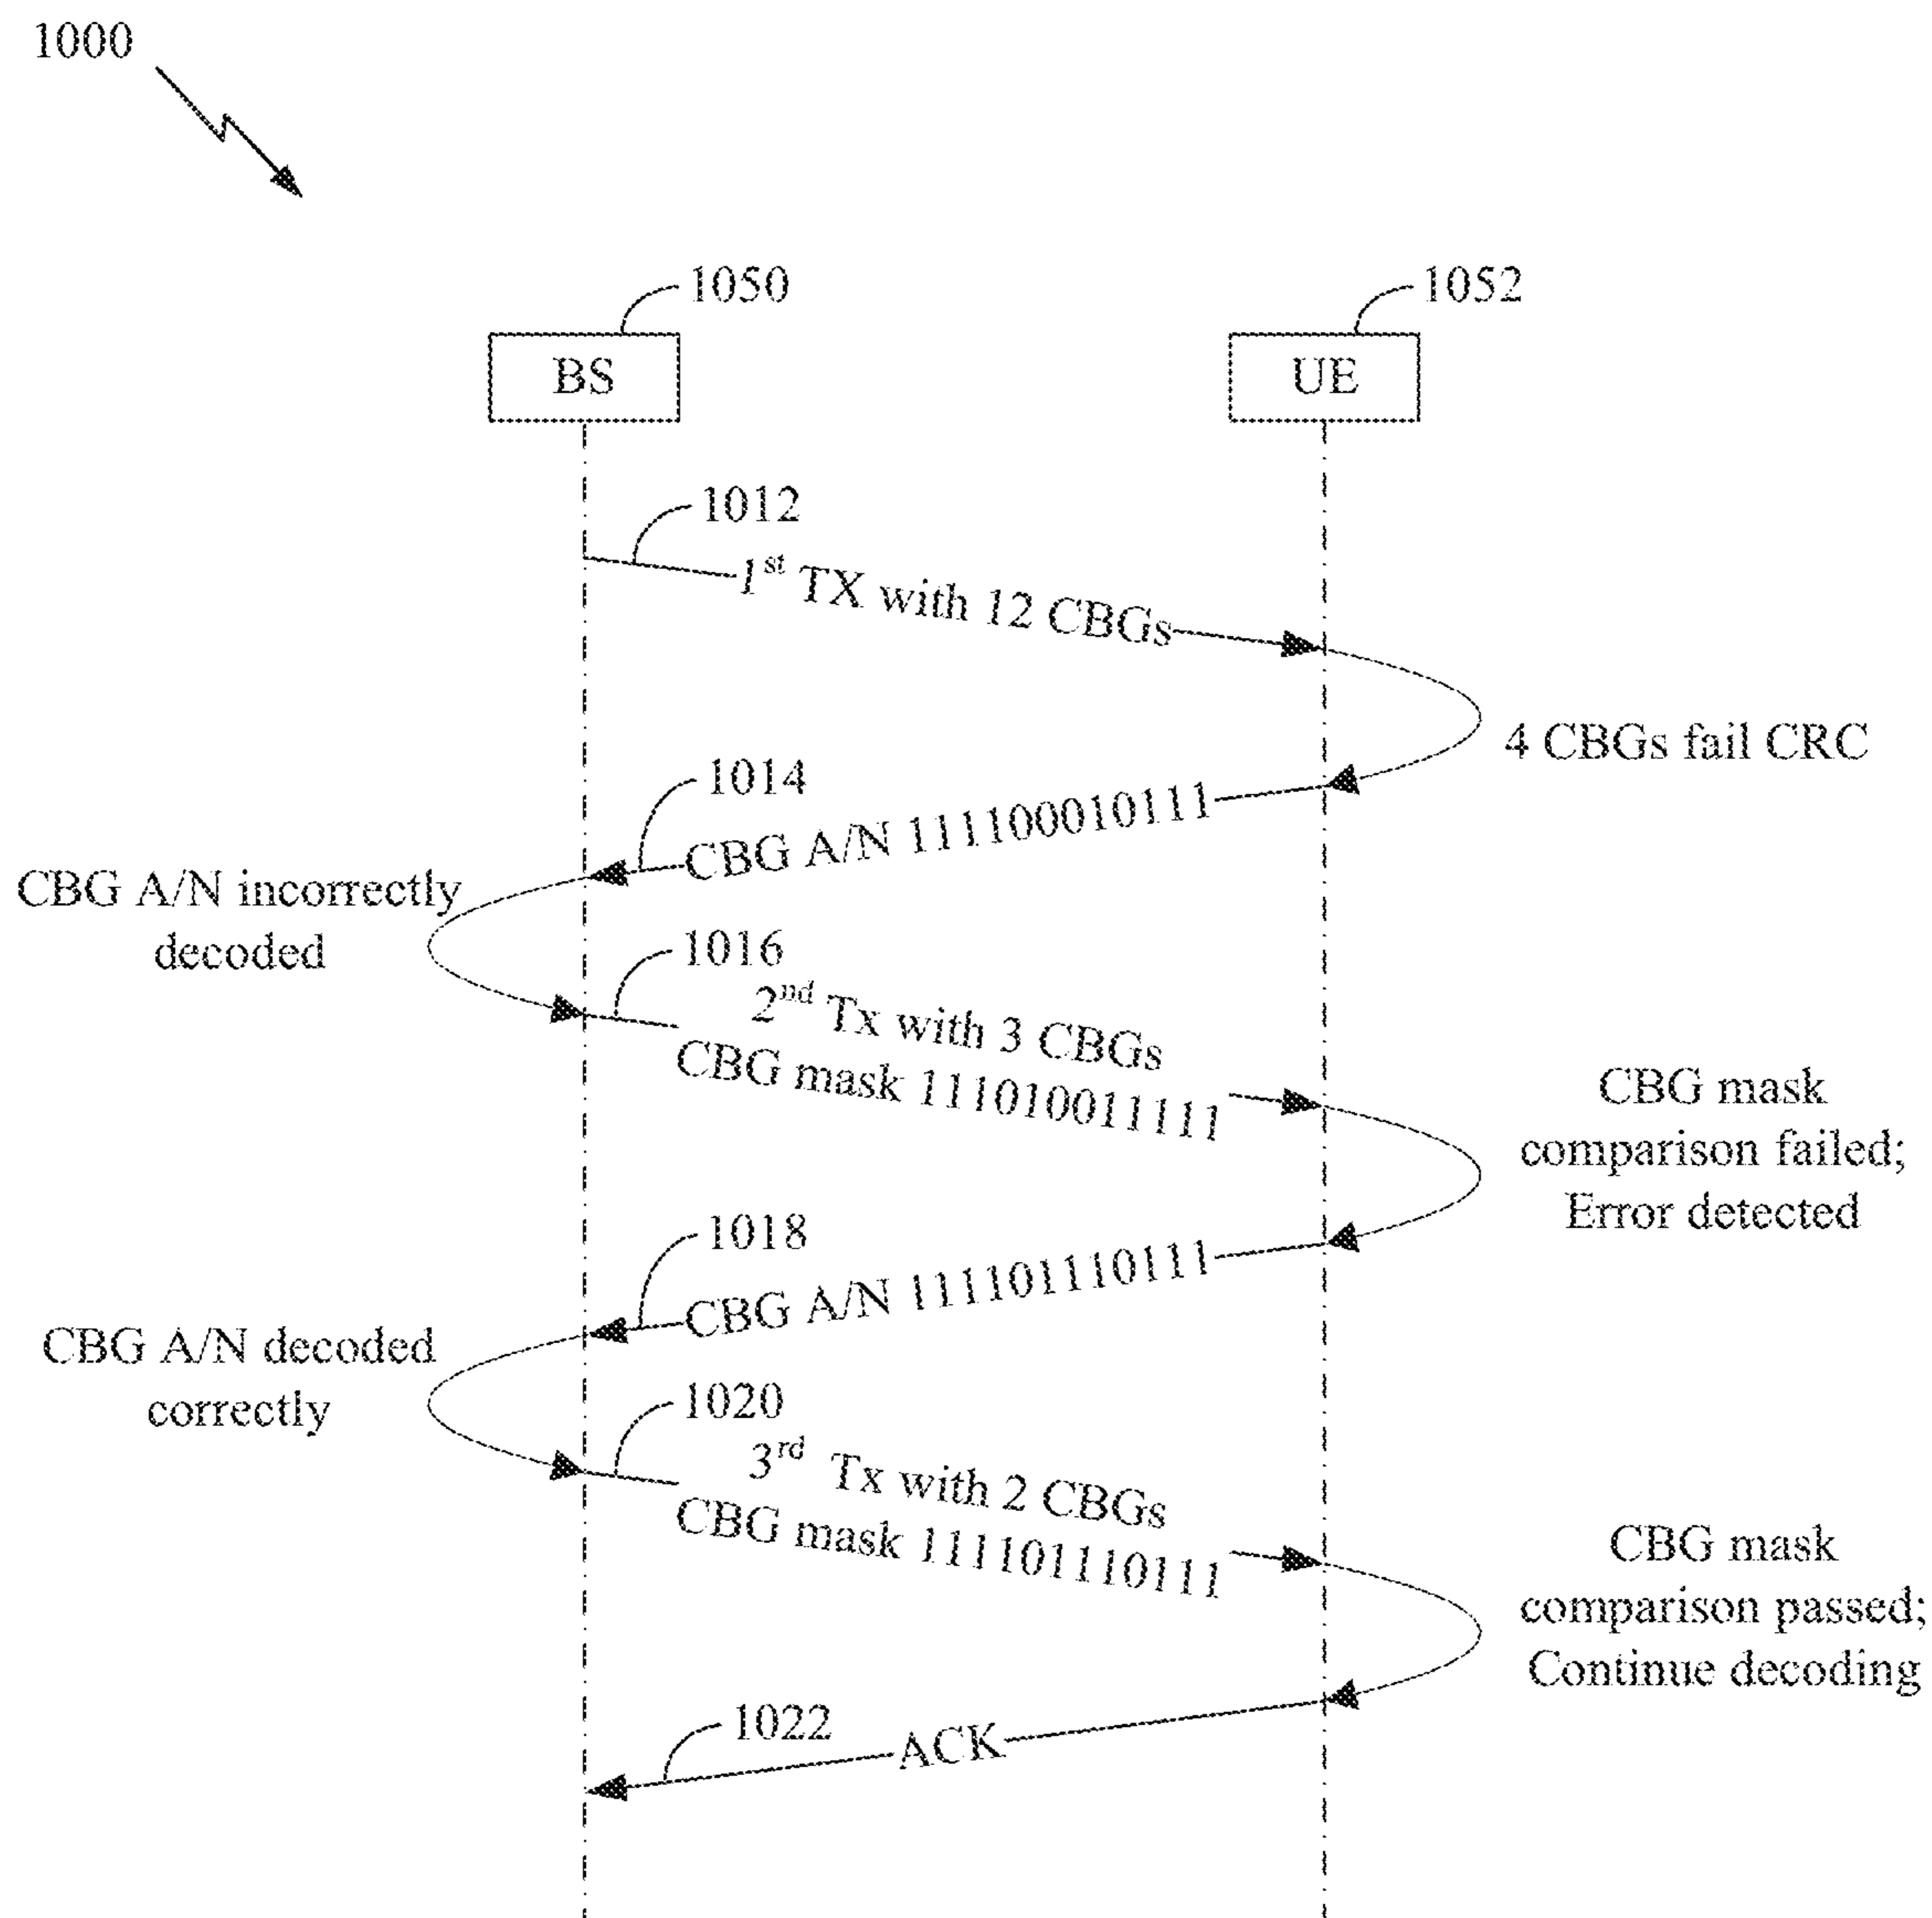 1000
1050
1052
BS
UE
1012
1st TX with 12 CBGs
4 CBGs fail CRC
1014
CBG A/N 111100010111
CBG A/N incorrectly
decoded
1016
2nd Tx with 3 CBGs
CBG mask 111010011111
CBG mask
comparison failed;
Error detected
1018
CBG A/N 111101110111
CBG A/N decoded
correctly
1020
3rd Tx with 2 CBGs
CBG mask 111101110111
CBG mask
comparison passed;
Continue decoding
1022
ACK